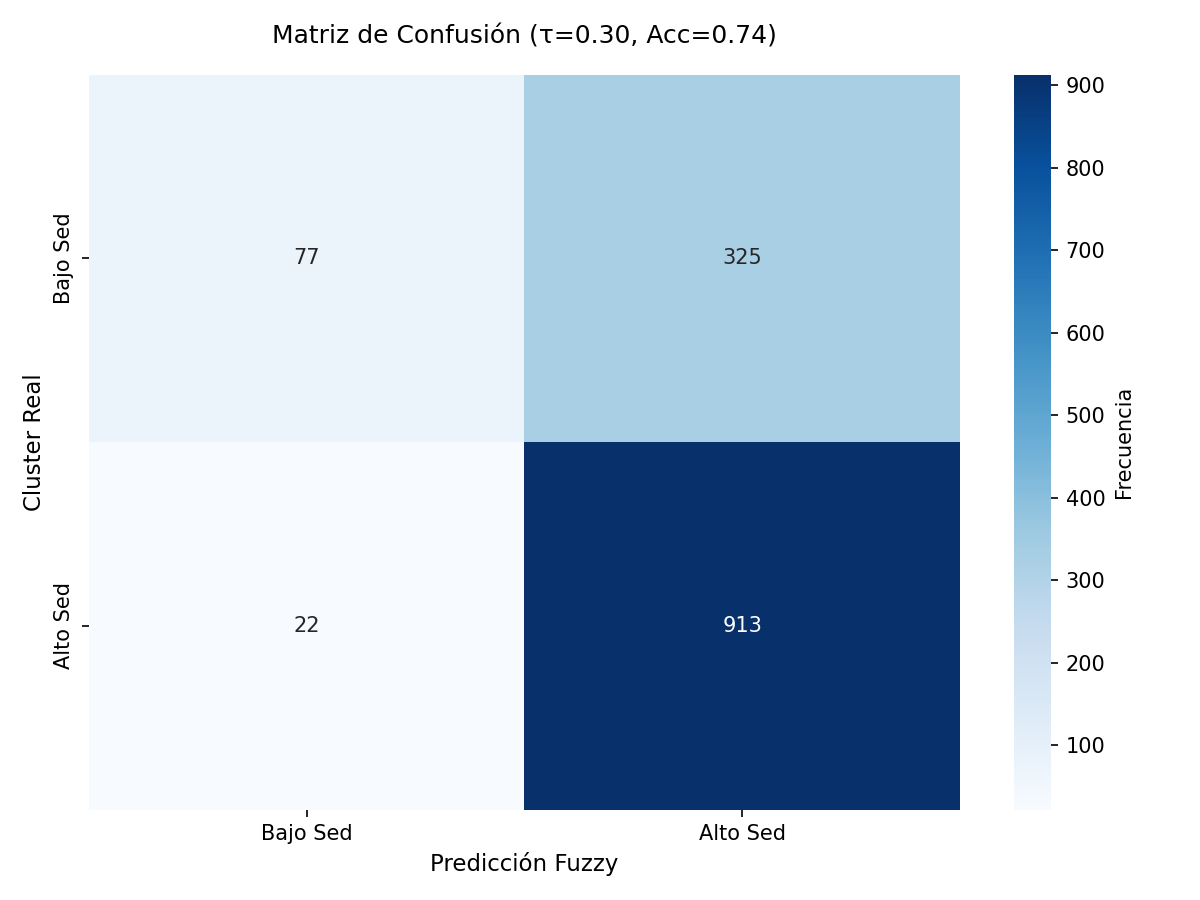 Matriz de Confusión (τ=0.30, Acc=0.74)
Cluster Real
Bajo Sed
Alto Sed
77
325
22
913
Bajo Sed
Alto Sed
Predicción Fuzzy
900
800
700
600
500
400
300
200
100
Frecuencia